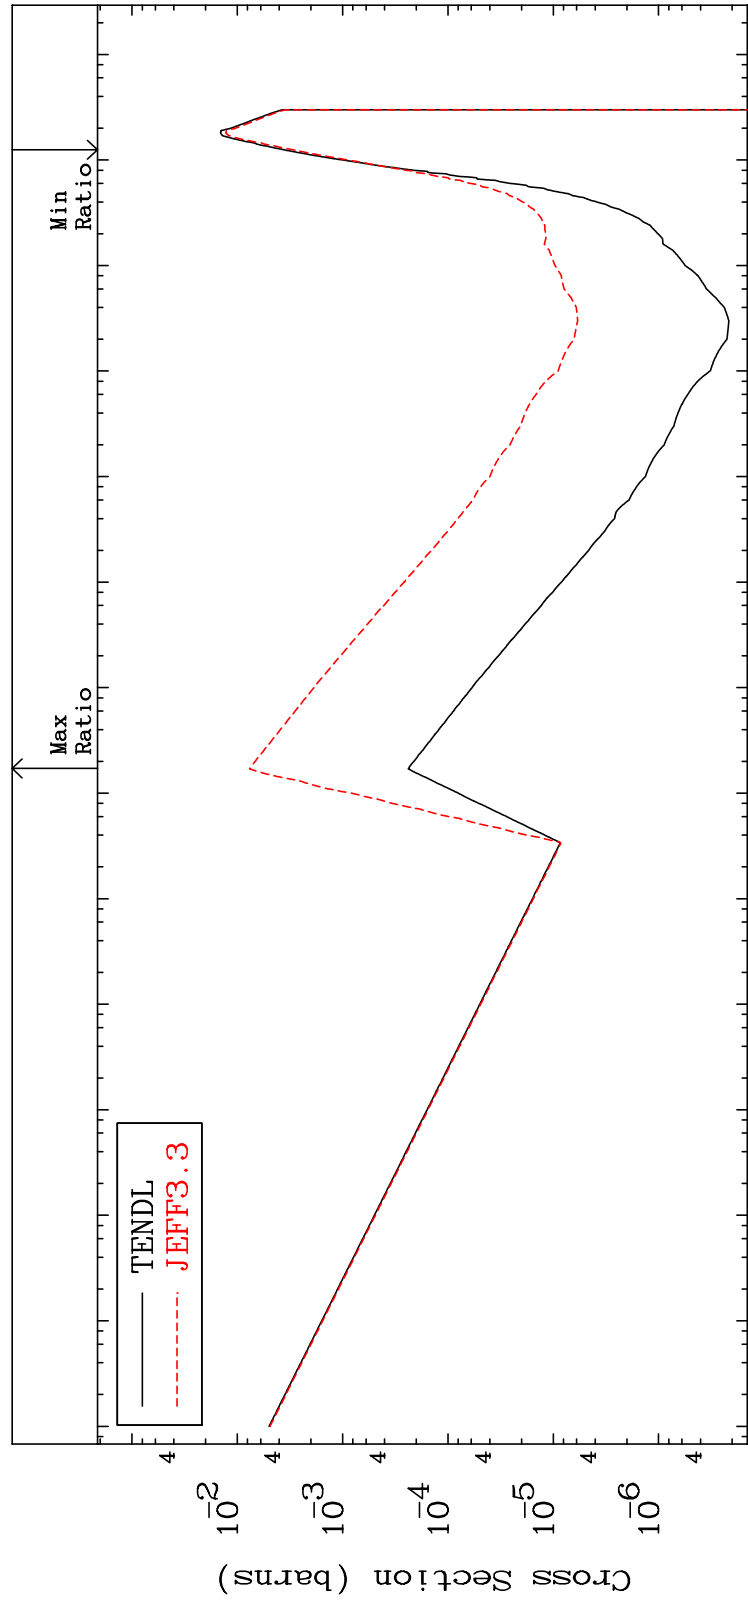 Min
Ratio
Max
Ratio
TENDL
JEFF3.3
4
10-2
4
10-3
4
10-4
4
10-5
4
10-6
4
Cross Section (barns)